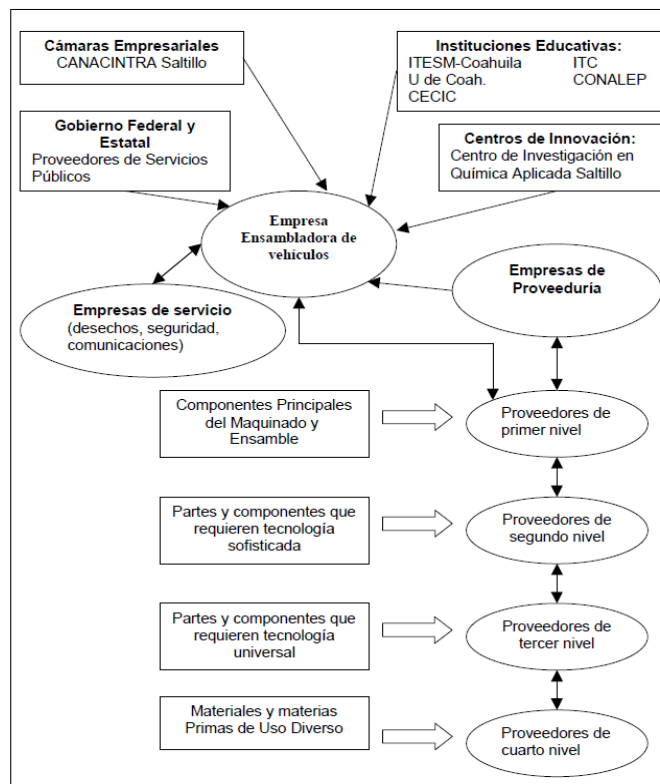 Cámaras Empresariales
CANACINTRA Saltillo
Instituciones Educativas:
ITESM-Coahuila ITC
U de Coah. CONALEP
CECIC
Gobierno Federal y
Estatal
Proveedores de Servicios
Públicos
Centros de Innovación:
Centro de Investigación en
Química Aplicada Saltillo
Empresa
Ensambladora de
vehículos
Empresas de
Proveeduría
Empresas de servicio
(desechos, seguridad,
comunicaciones)
Componentes Principales
del Maquinado y
Ensamble
Proveedores de
primer nivel
Partes y componentes que
requieren tecnología
sofisticada
Proveedores de
segundo nivel
Partes y componentes que
requieren tecnología
universal
Proveedores de
tercer nivel
Materiales y materias
Primas de Uso Diverso
Proveedores de
cuarto nivel